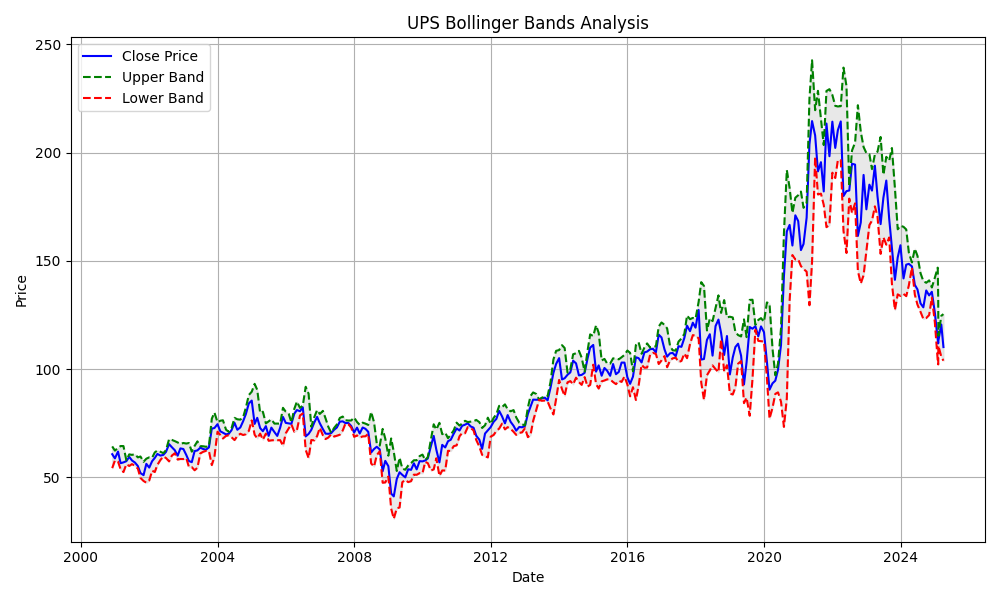 UPS Bollinger Bands Analysis
Close Price
Upper Band
Lower Band
250
200
150
100
50
Price
2000 2004 2008 2012 2016 2020 2024
Date